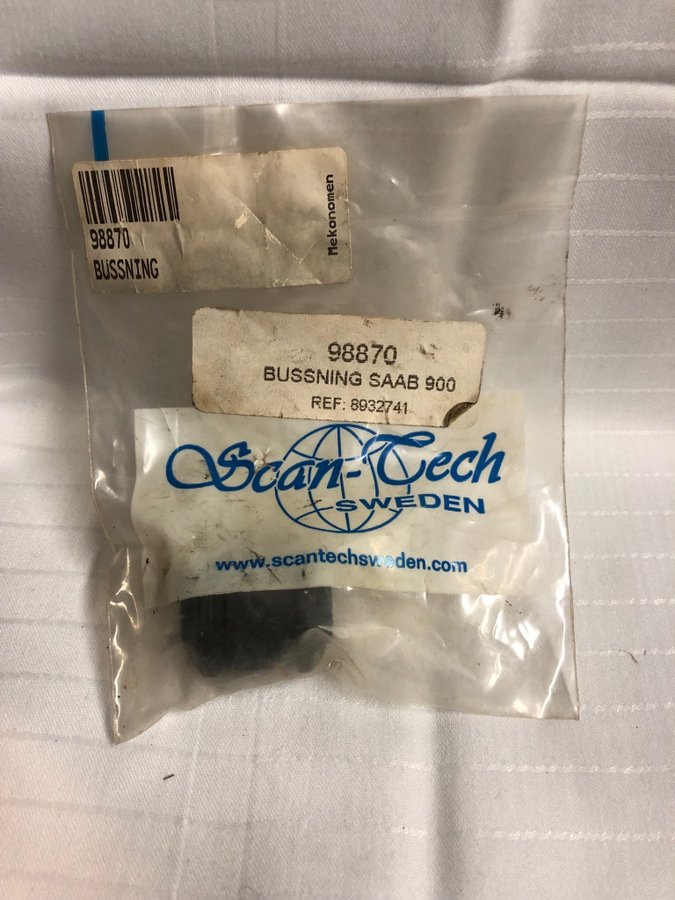 98870
BUSSNING
Mekonomen
98870
BUSSNING SAAB 900
REF: 8932741
Scan-Tech
SWEDEN
www.scantechsweden.com